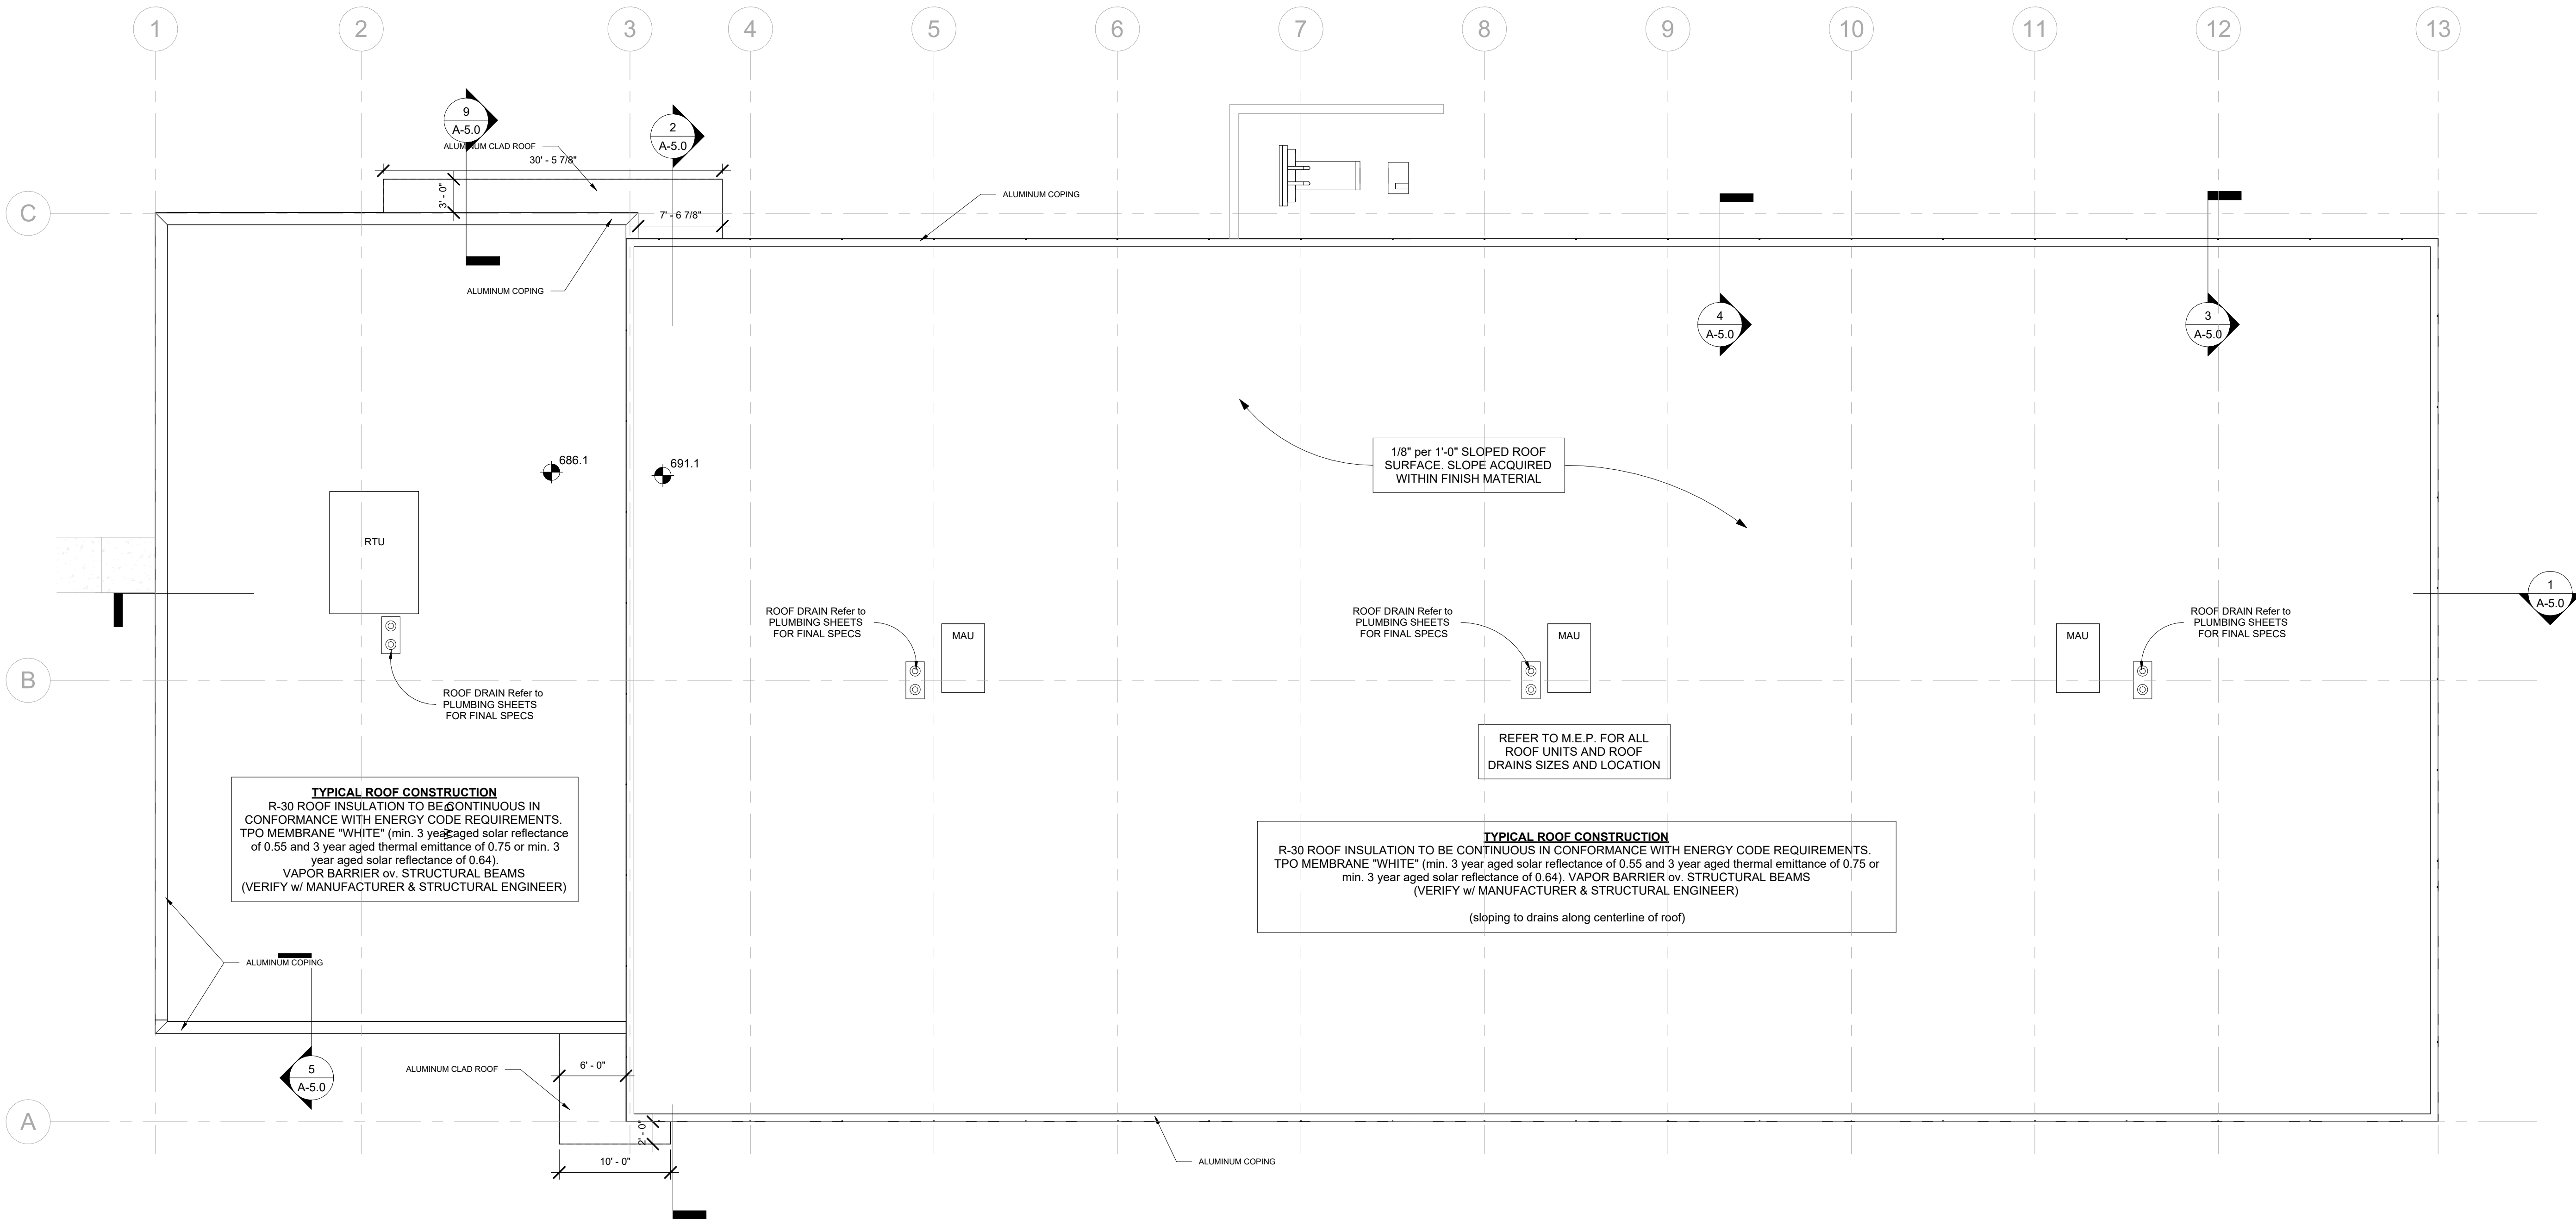 1
2
3
4
5
6
7
8
9
10
11
12
13
9
A-5.0
2
A-5.0
ALUMINUM CLAD ROOF
30' - 5 7/8"
3' - 0"
7' - 6 7/8"
ALUMINUM COPING
C
ALUMINUM COPING
4
A-5.0
3
A-5.0
686.1
691.1
1/8" per 1'-0" SLOPED ROOF
SURFACE. SLOPE ACQUIRED
WITHIN FINISH MATERIAL
RTU
1
A-5.0
ROOF DRAIN Refer to
PLUMBING SHEETS
FOR FINAL SPECS
MAU
ROOF DRAIN Refer to
PLUMBING SHEETS
FOR FINAL SPECS
MAU
MAU
ROOF DRAIN Refer to
PLUMBING SHEETS
FOR FINAL SPECS
B
ROOF DRAIN Refer to
PLUMBING SHEETS
FOR FINAL SPECS
REFER TO M.E.P. FOR ALL
ROOF UNITS AND ROOF
DRAINS SIZES AND LOCATION
TYPICAL ROOF CONSTRUCTION
R-30 ROOF INSULATION TO BE CONTINUOUS IN
CONFORMANCE WITH ENERGY CODE REQUIREMENTS.
TPO MEMBRANE "WHITE" (min. 3 year aged solar reflectance
of 0.55 and 3 year aged thermal emittance of 0.75 or min. 3
year aged solar reflectance of 0.64).
VAPOR BARRIER ov. STRUCTURAL BEAMS
(VERIFY w/ MANUFACTURER & STRUCTURAL ENGINEER)
TYPICAL ROOF CONSTRUCTION
R-30 ROOF INSULATION TO BE CONTINUOUS IN CONFORMANCE WITH ENERGY CODE REQUIREMENTS.
TPO MEMBRANE "WHITE" (min. 3 year aged solar reflectance of 0.55 and 3 year aged thermal emittance of 0.75 or
min. 3 year aged solar reflectance of 0.64). VAPOR BARRIER ov. STRUCTURAL BEAMS
(VERIFY w/ MANUFACTURER & STRUCTURAL ENGINEER)
(sloping to drains along centerline of roof)
ALUMINUM COPING
5
A-5.0
ALUMINUM CLAD ROOF
6' - 0"
A
2' - 0"
10' - 0"
ALUMINUM COPING